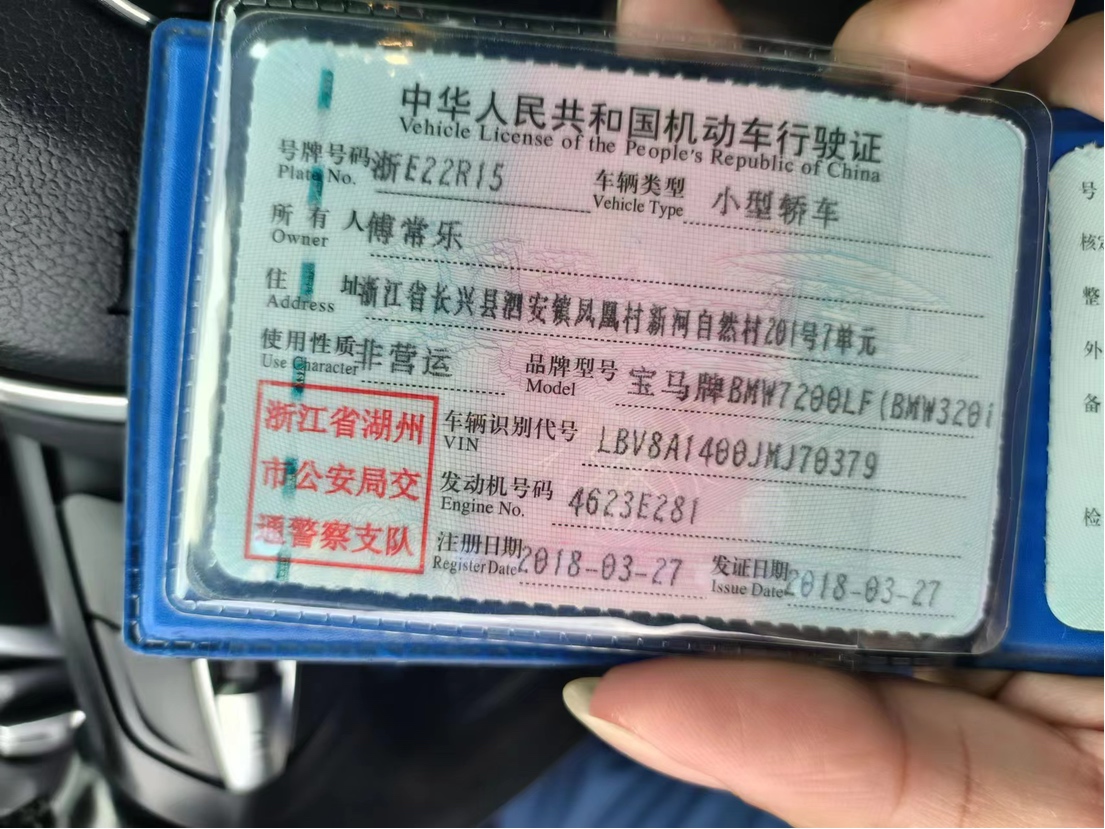 中华人民共和国机动车行驶证
Vehicle License of the People's Republic of China
号牌号码 浙E22R15 车辆类型 小型轿车
Plate No. Vehicle Type
所有人 傅常乐
Owner
住址 浙江省长兴县泗安镇凤凰村新河自然村201号7单元
Address
使用性质 非营运 品牌型号 宝马牌BMW7200LF(BMW320i
Use Character Model
浙江省湖州
市公安局交
通警察支队
车辆识别代号 LBV8A1400JMJ70379
VIN
发动机号码 4623E281
Engine No.
注册日期 2018-03-27 发证日期 2018-03-27
Register Date Issue Date
号
核定
整
外
备
检